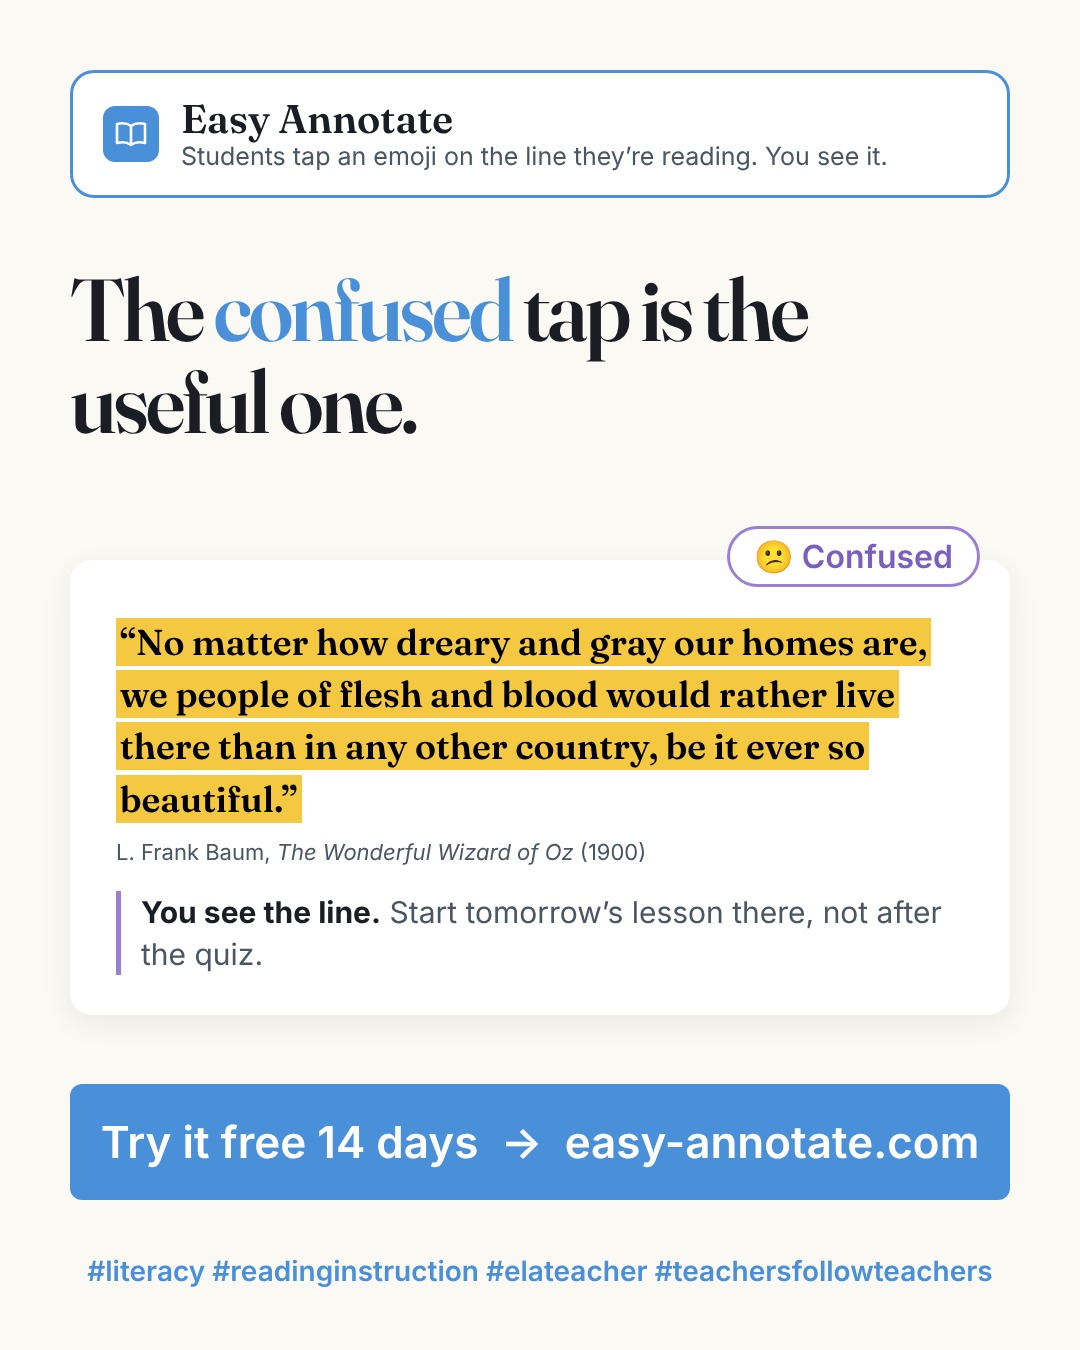 Easy Annotate
Students tap an emoji on the line they’re reading. You see it.
The confused tap is the
useful one.
😕 Confused
“No matter how dreary and gray our homes are,
we people of flesh and blood would rather live
there than in any other country, be it ever so
beautiful.”
L. Frank Baum, The Wonderful Wizard of Oz (1900)
You see the line. Start tomorrow’s lesson there, not after
the quiz.
Try it free 14 days → easy-annotate.com
#literacy #readinginstruction #elateacher #teachersfollowteachers